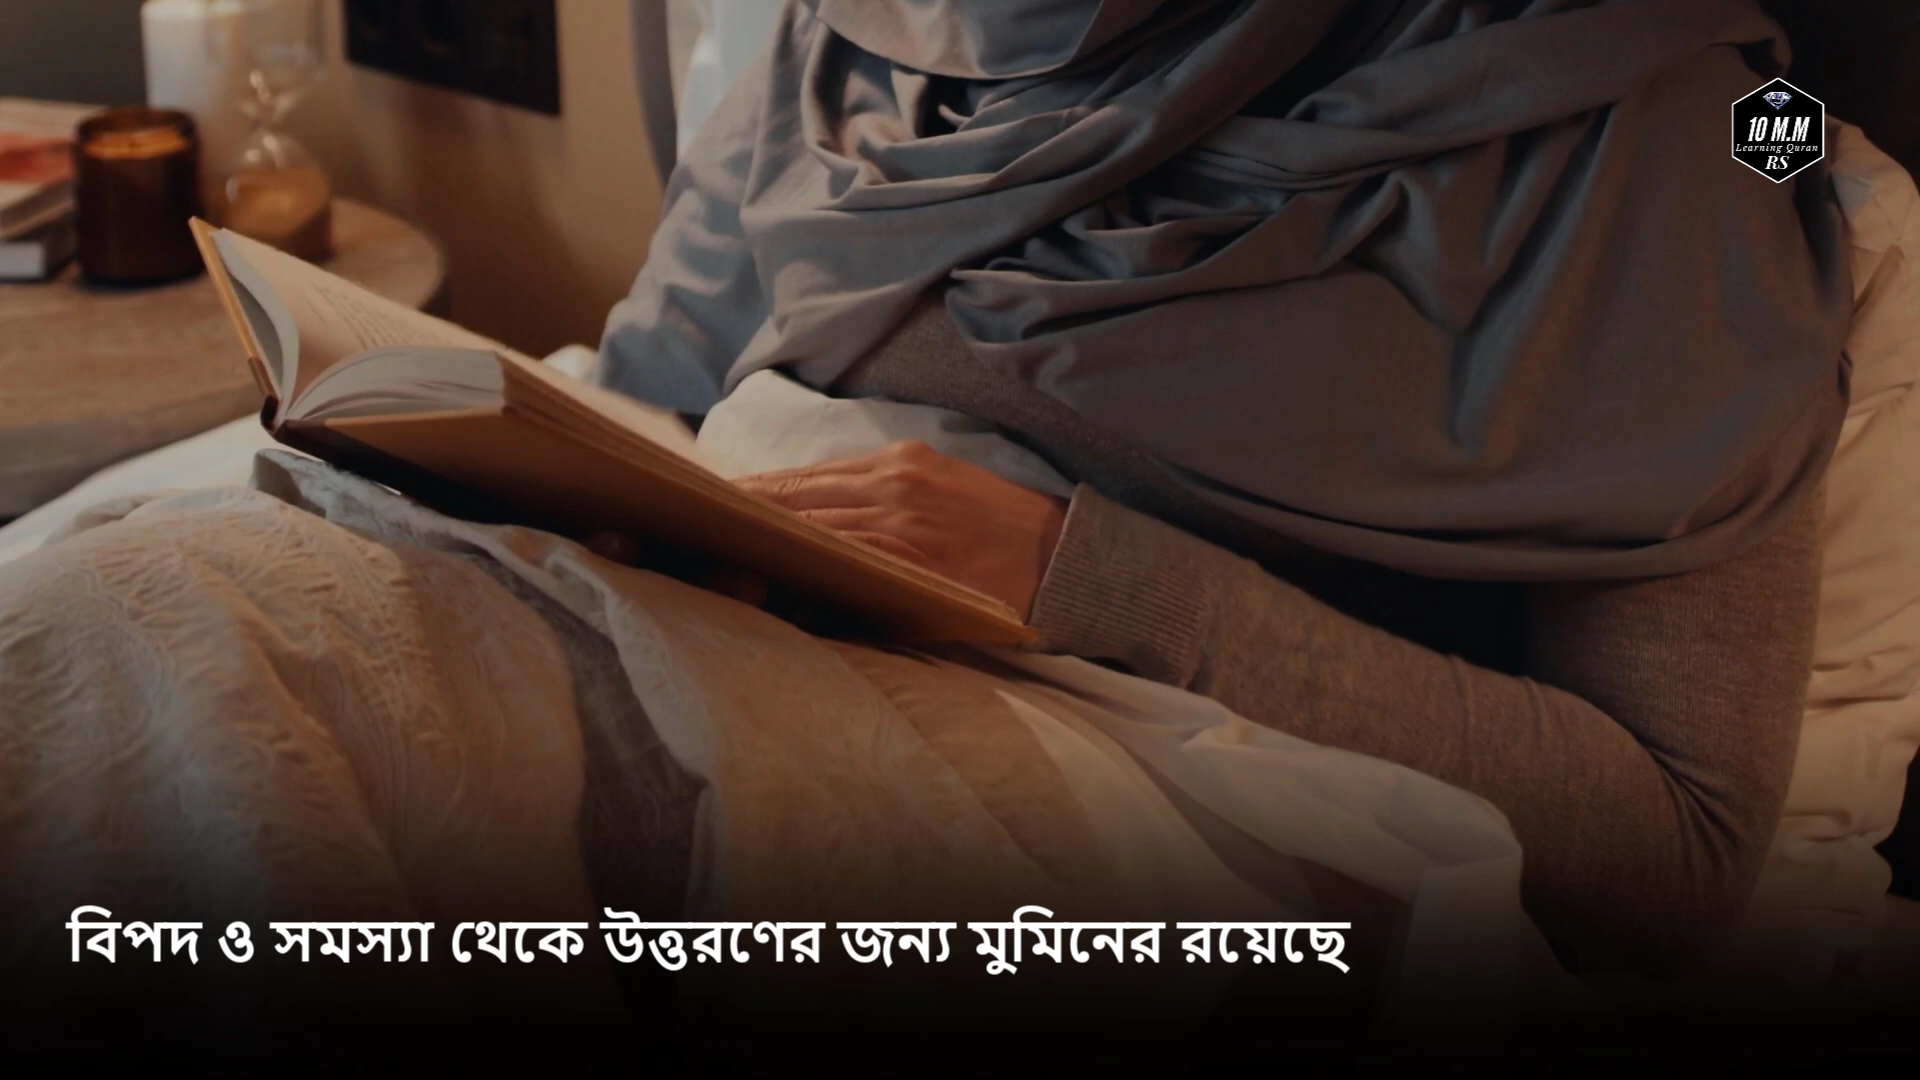 10 M.M
Learning Quran
RS
বিপদ ও সমস্যা থেকে উত্তরণের জন্য মুমিনের রয়েছে